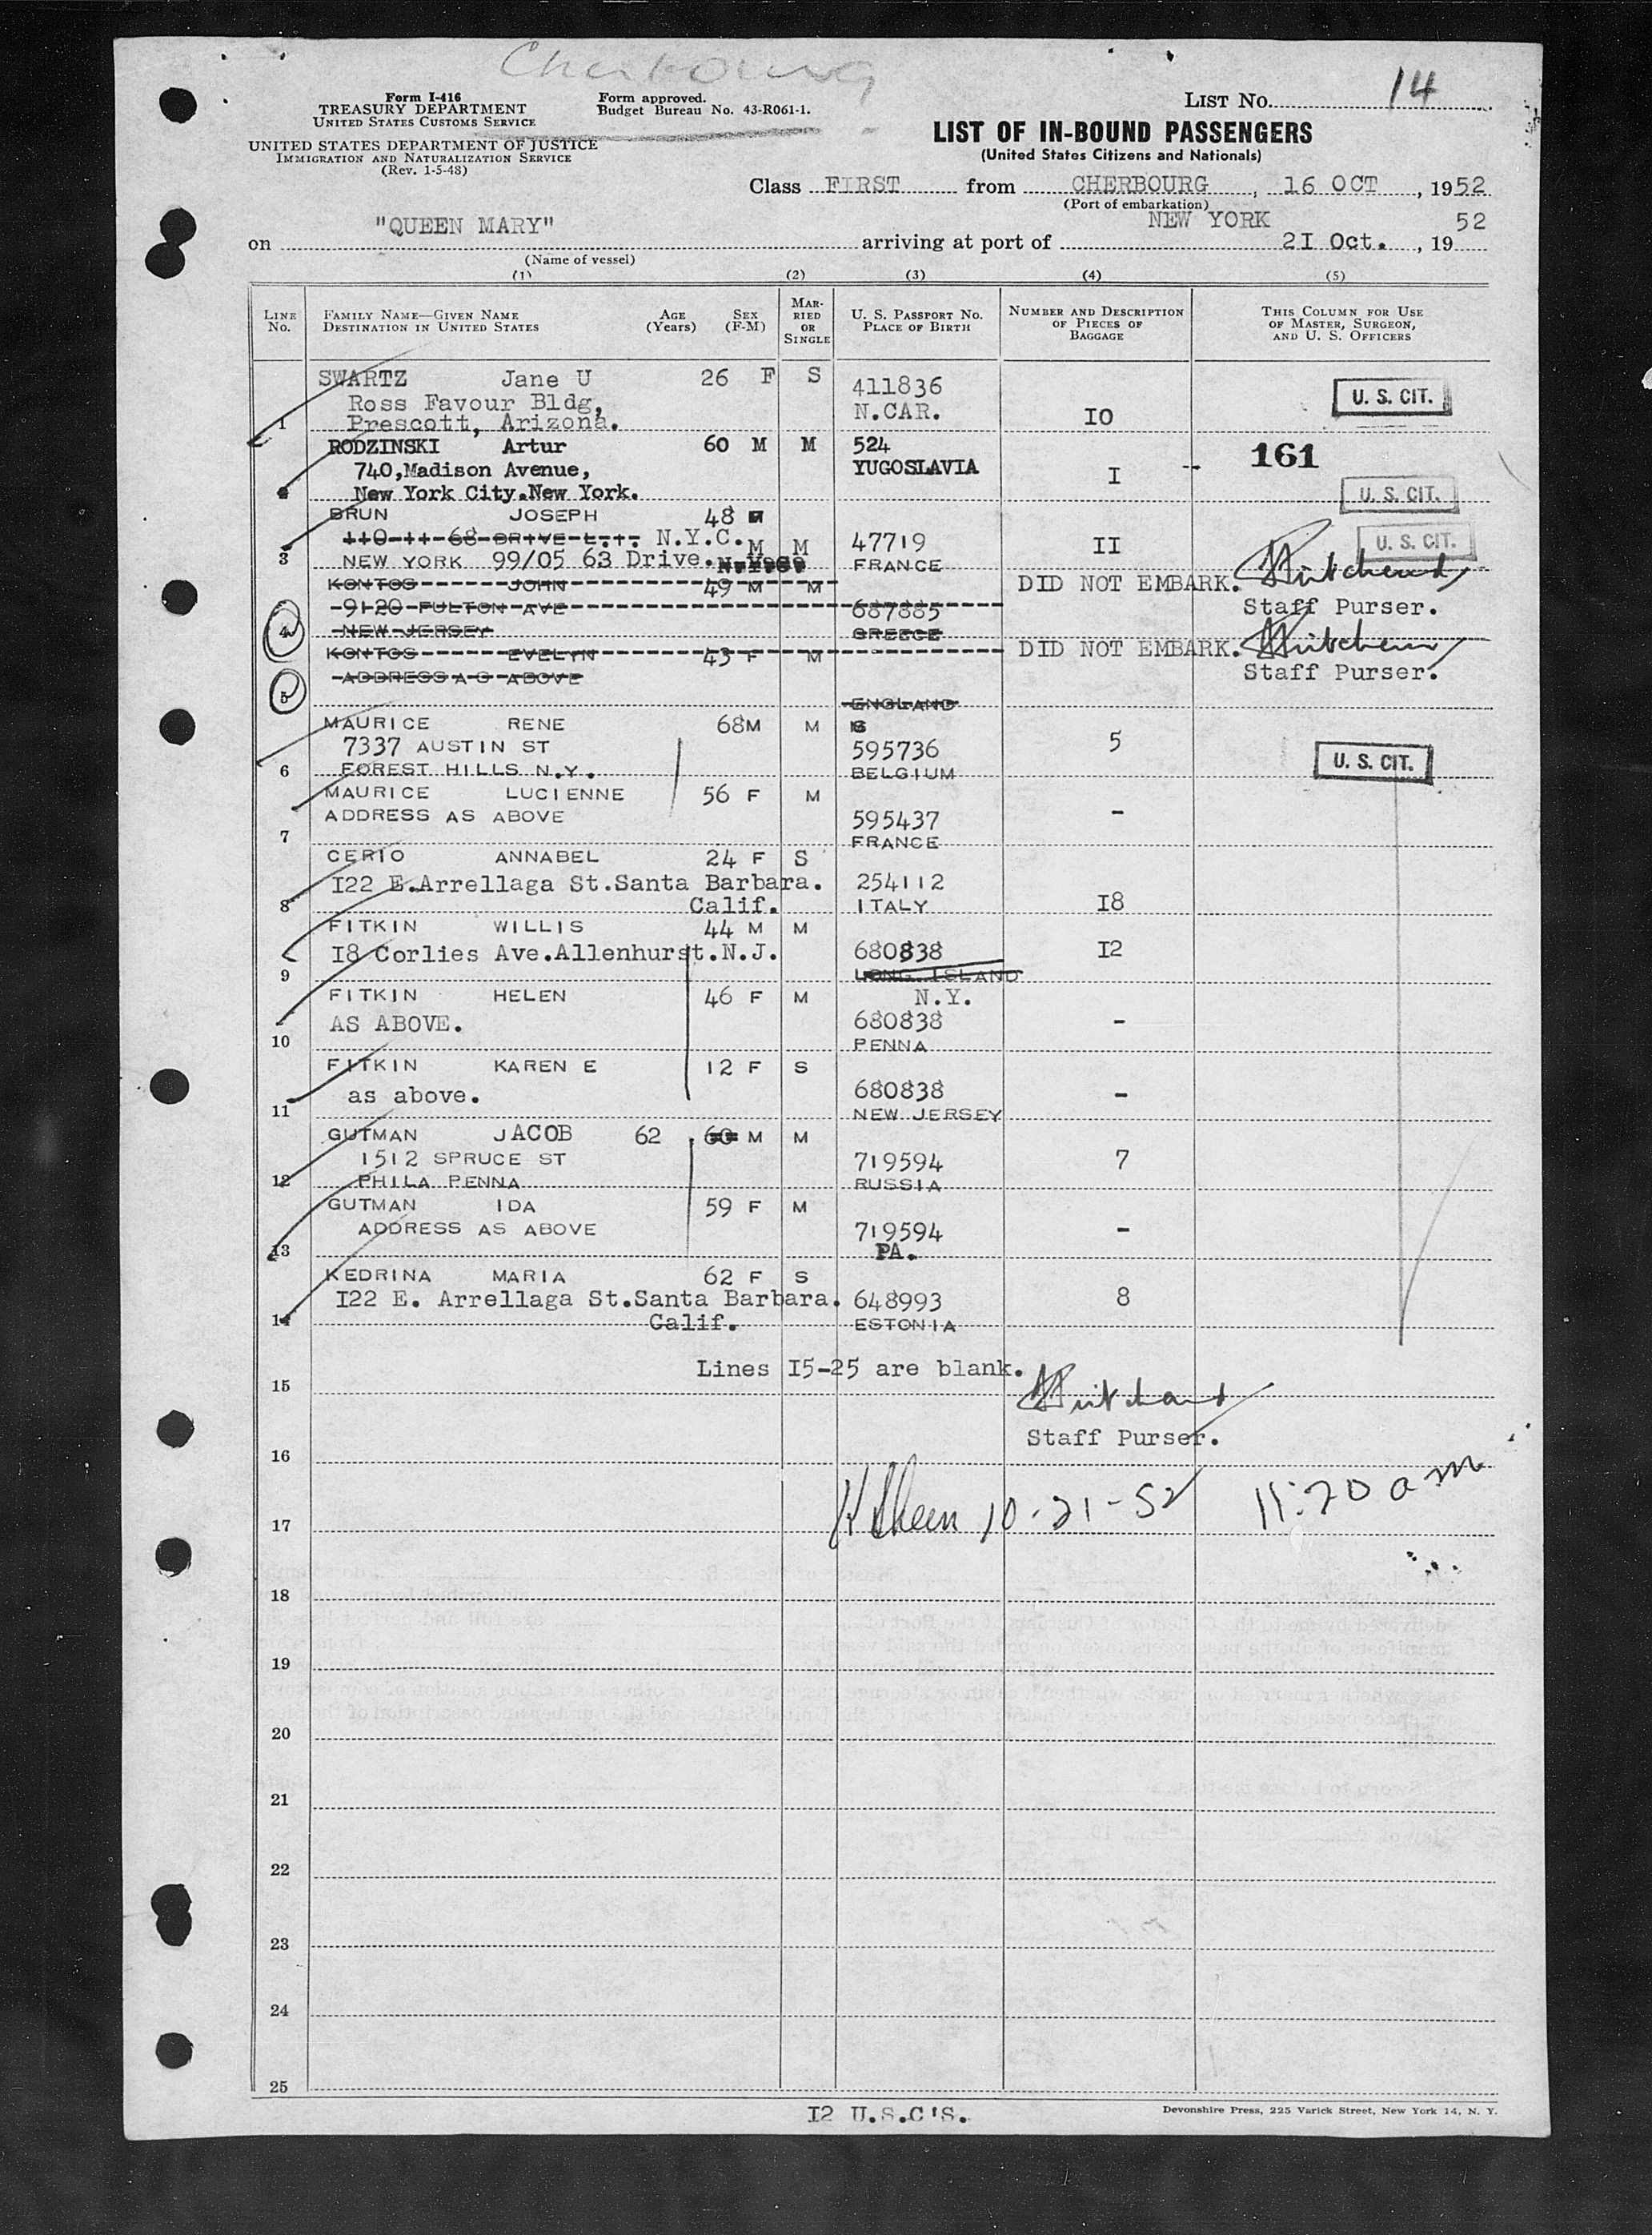 Cherbourg
Form I-416
TREASURY DEPARTMENT
UNITED STATES CUSTOMS SERVICE
Form approved.
Budget Bureau No. 43-R061-1.
LIST NO. 14
UNITED STATES DEPARTMENT OF JUSTICE
IMMIGRATION AND NATURALIZATION SERVICE
(Rev. 1-5-48)
LIST OF IN-BOUND PASSENGERS
(United States Citizens and Nationals)
Class FIRST from CHERBOURG, 16 OCT, 1952
(Port of embarkation)
on "QUEEN MARY" arriving at port of NEW YORK 2I Oct., 19 52
(Name of vessel)
(1) (2) (3) (4) (5)
LINE NO. FAMILY NAME—GIVEN NAME DESTINATION IN UNITED STATES AGE (Years) SEX (F-M) MARRIED OR SINGLE U. S. PASSPORT NO. PLACE OF BIRTH NUMBER AND DESCRIPTION OF PIECES OF BAGGAGE THIS COLUMN FOR USE OF MASTER, SURGEON, AND U. S. OFFICERS
SWARTZ Jane U 26 F S 411836
Ross Favour Bldg, N.CAR. U. S. CIT.
1 Prescott, Arizona. IO
RODZINSKI Artur 60 M M 524 161
740,Madison Avenue, YUGOSLAVIA I
New York City.New York. U. S. CIT.
BRUN JOSEPH 48
110-11 68 DRIVE L.I. N.Y.C. M M 47719 II U. S. CIT.
3 NEW YORK 99/05 63 Drive. FRANCE
KONTOS JOHN 49 M M DID NOT EMBARK.
9120 FULTON AVE 687885 Staff Purser.
4 NEW JERSEY GREECE
KONTOS EVELYN 43 F M DID NOT EMBARK.
ADDRESS AS ABOVE Staff Purser.
5 ENGLAND
MAURICE RENE 68M M
7337 AUSTIN ST 595736 5
6 FOREST HILLS N.Y. BELGIUM U. S. CIT.
MAURICE LUCIENNE 56 F M
ADDRESS AS ABOVE 595437 -
7 FRANCE
CERIO ANNABEL 24 F S
I22 E.Arrellaga St.Santa Barbara. 254112
8 Calif. ITALY I8
FITKIN WILLIS 44 M M
I8 Corlies Ave.Allenhurst.N.J. 680838 I2
9 LONG ISLAND
FITKIN HELEN 46 F M N.Y.
AS ABOVE. 680838 -
10 PENNA
FITKIN KAREN E 12 F S
as above. 680838 -
11 NEW JERSEY
GUTMAN JACOB 62 60 M M
1512 SPRUCE ST 719594 7
12 PHILA PENNA RUSSIA
GUTMAN IDA 59 F M
ADDRESS AS ABOVE 719594 -
13 PA.
KEDRINA MARIA 62 F S
I22 E. Arrellaga St.Santa Barbara. 648993 8
14 Calif. ESTONIA
Lines I5-25 are blank.
15
Staff Purser.
16
17 10-21-52 11:20 am
18
19
20
21
22
23
24
25
I2 U.S.C'S.
Devonshire Press, 225 Varick Street, New York 14, N. Y.